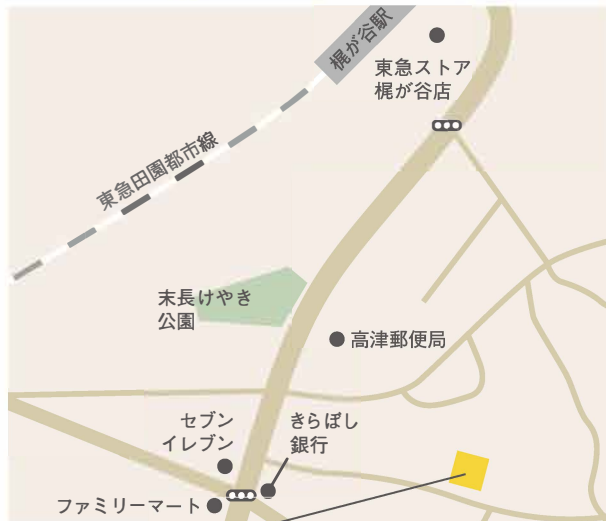 梶が谷駅
東急ストア
梶が谷店
東急田園都市線
末長けやき
公園
高津郵便局
セブン
イレブン
きらぼし
銀行
ファミリーマート